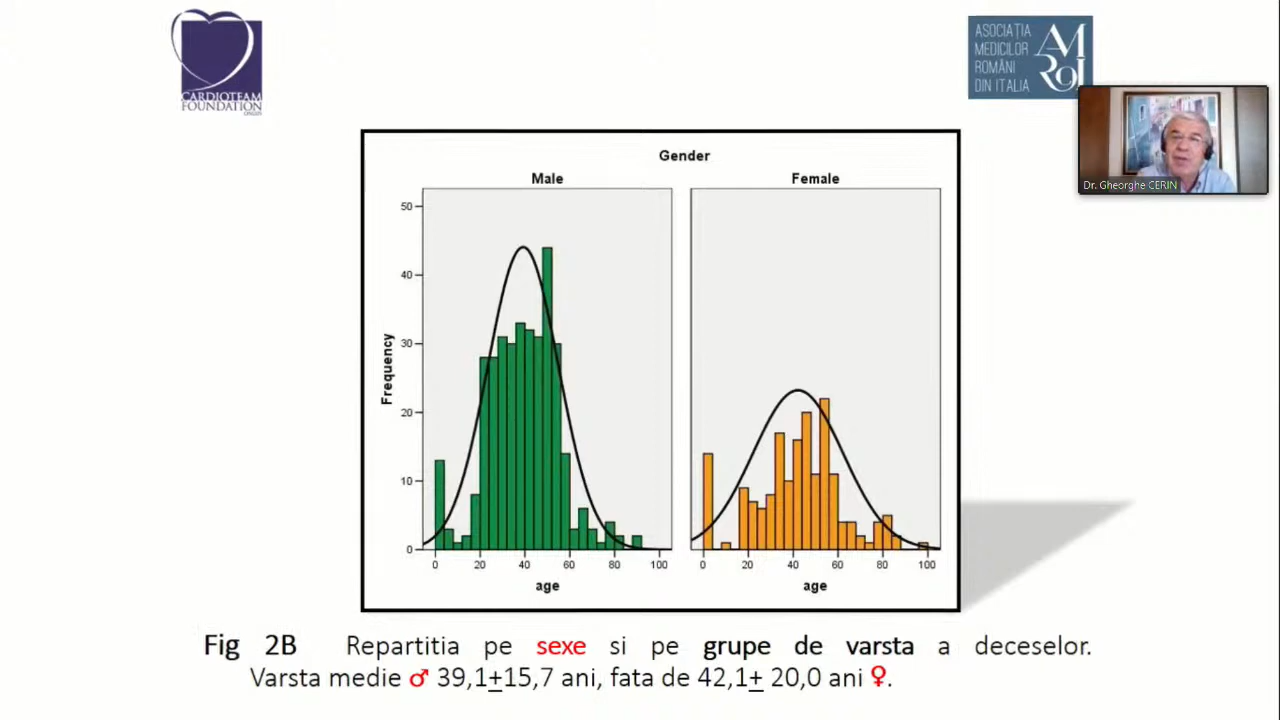 CARDIOTEAM
FOUNDATION
ASOCIAȚIA
MEDICILOR
ROMÂNI
DIN ITALIA
AM
ROI
Dr. Gheorghe CERIN
Gender
Male
Female
Frequency
50
40
30
20
10
0
0 20 40 60 80 100
0 20 40 60 80 100
age
age
Fig 2B Repartitia pe sexe si pe grupe de varsta a deceselor.
Varsta medie ♂ 39,1+15,7 ani, fata de 42,1+ 20,0 ani ♀.